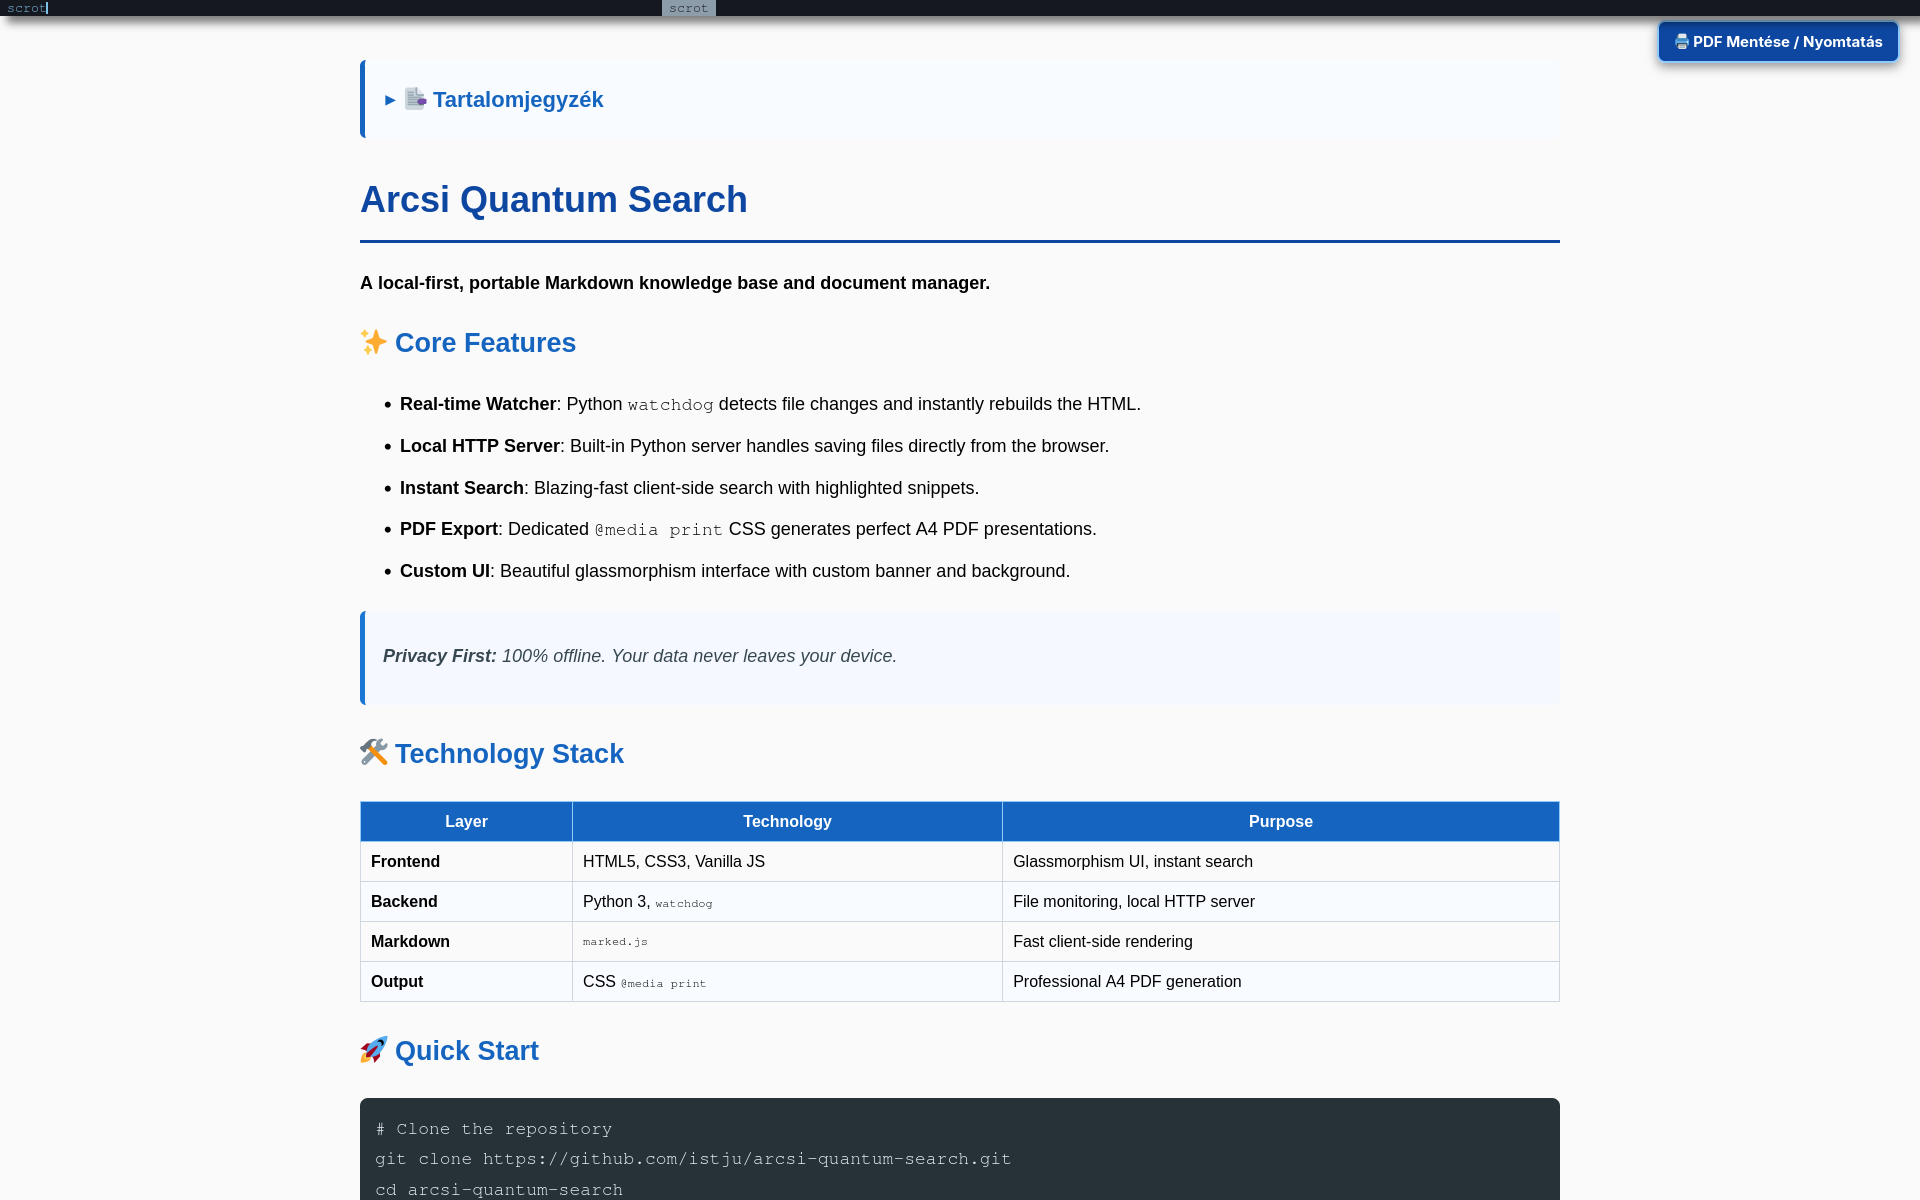 scrot scrot
🖨️ PDF Mentése / Nyomtatás
▶ 📑 Tartalomjegyzék
Arcsi Quantum Search
A local-first, portable Markdown knowledge base and document manager.
✨ Core Features
• Real-time Watcher: Python watchdog detects file changes and instantly rebuilds the HTML.
• Local HTTP Server: Built-in Python server handles saving files directly from the browser.
• Instant Search: Blazing-fast client-side search with highlighted snippets.
• PDF Export: Dedicated @media print CSS generates perfect A4 PDF presentations.
• Custom UI: Beautiful glassmorphism interface with custom banner and background.
Privacy First: 100% offline. Your data never leaves your device.
🛠️ Technology Stack
Layer Technology Purpose
Frontend HTML5, CSS3, Vanilla JS Glassmorphism UI, instant search
Backend Python 3, watchdog File monitoring, local HTTP server
Markdown marked.js Fast client-side rendering
Output CSS @media print Professional A4 PDF generation
🚀 Quick Start
# Clone the repository
git clone https://github.com/istju/arcsi-quantum-search.git
cd arcsi-quantum-search